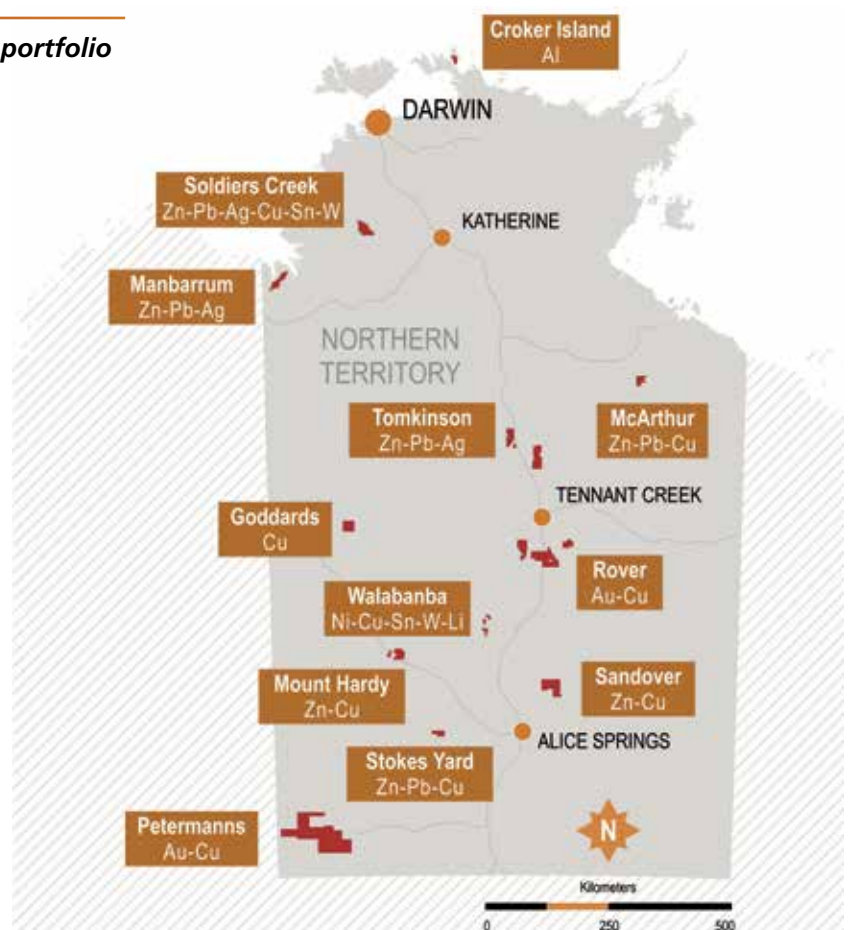 portfolio
Croker Island
Al
DARWIN
Soldiers Creek
Zn-Pb-Ag-Cu-Sn-W
KATHERINE
Manbarrum
Zn-Pb-Ag
NORTHERN
TERRITORY
Tomkinson
Zn-Pb-Ag
McArthur
Zn-Pb-Cu
TENNANT CREEK
Goddards
Cu
Rover
Au-Cu
Walabanba
Ni-Cu-Sn-W-Li
Mount Hardy
Zn-Cu
Sandover
Zn-Cu
ALICE SPRINGS
Stokes Yard
Zn-Pb-Cu
Petermanns
Au-Cu
N
Kilometers
0 250 500